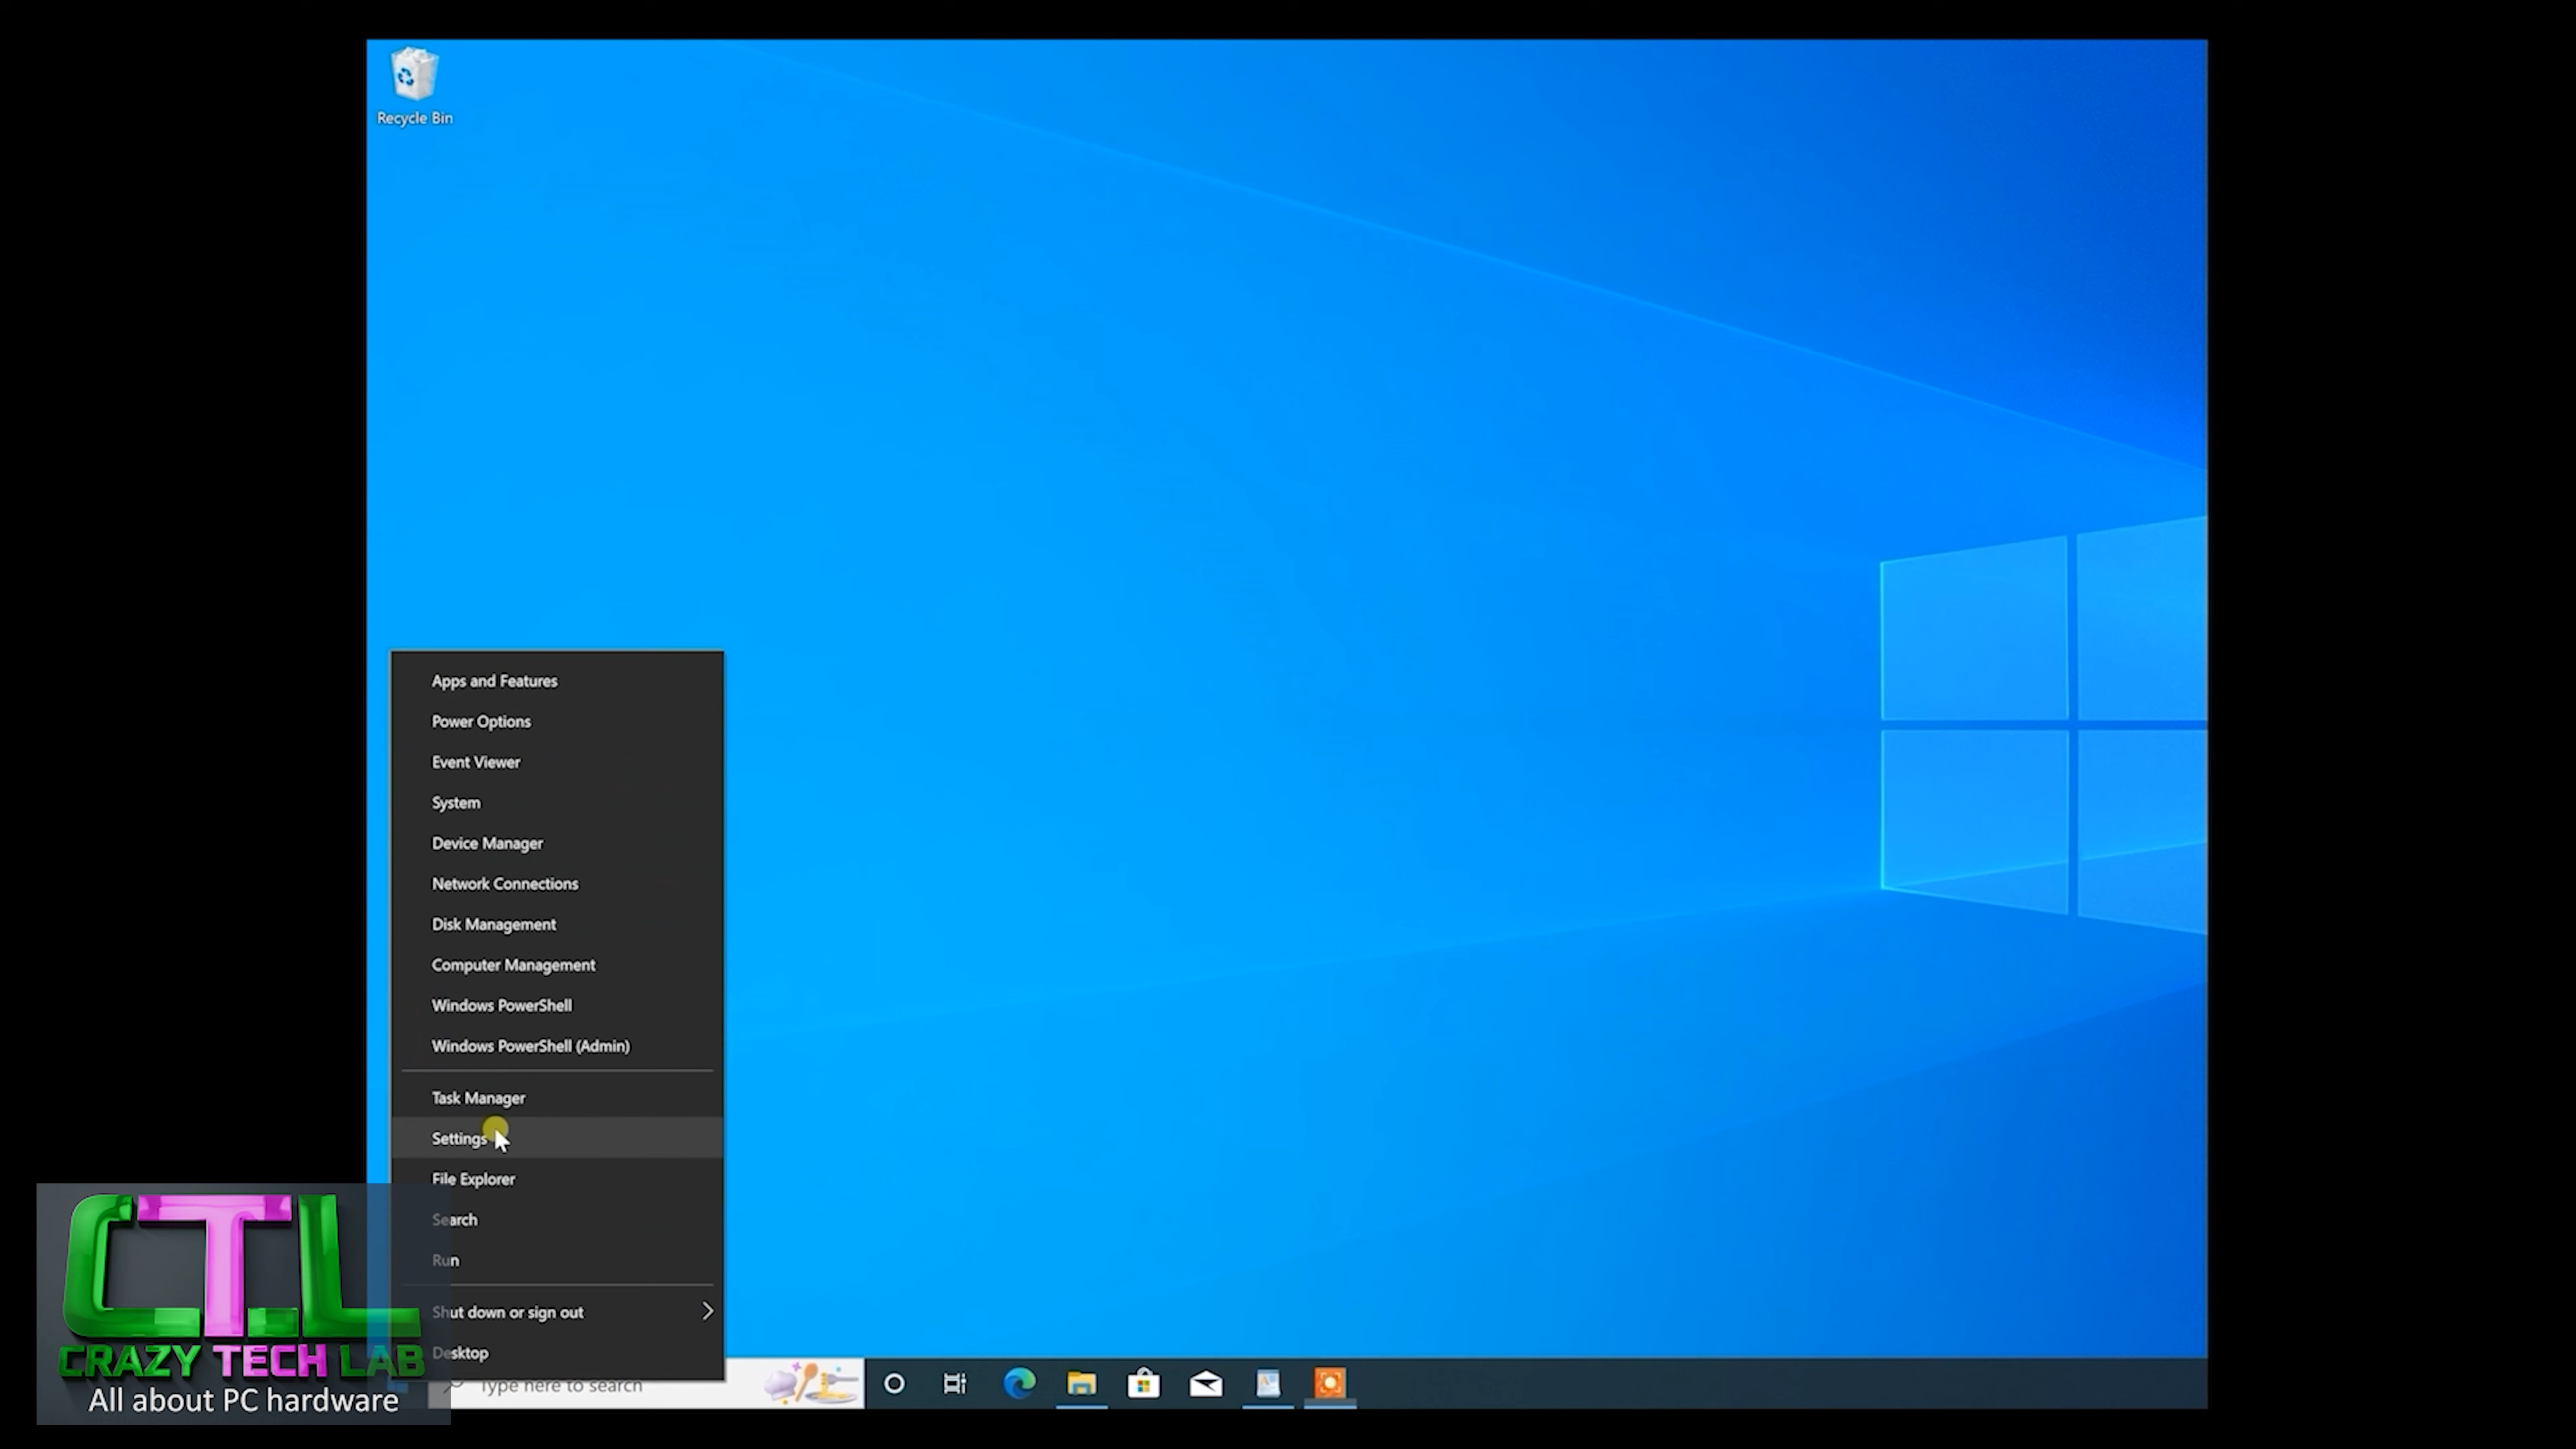 Recycle Bin
Apps and Features
Power Options
Event Viewer
System
Device Manager
Network Connections
Disk Management
Computer Management
Windows PowerShell
Windows PowerShell (Admin)
Task Manager
Settings
File Explorer
Search
Run
Shut down or sign out
Desktop
Type here to search
CTL
CRAZY TECH LAB
All about PC hardware